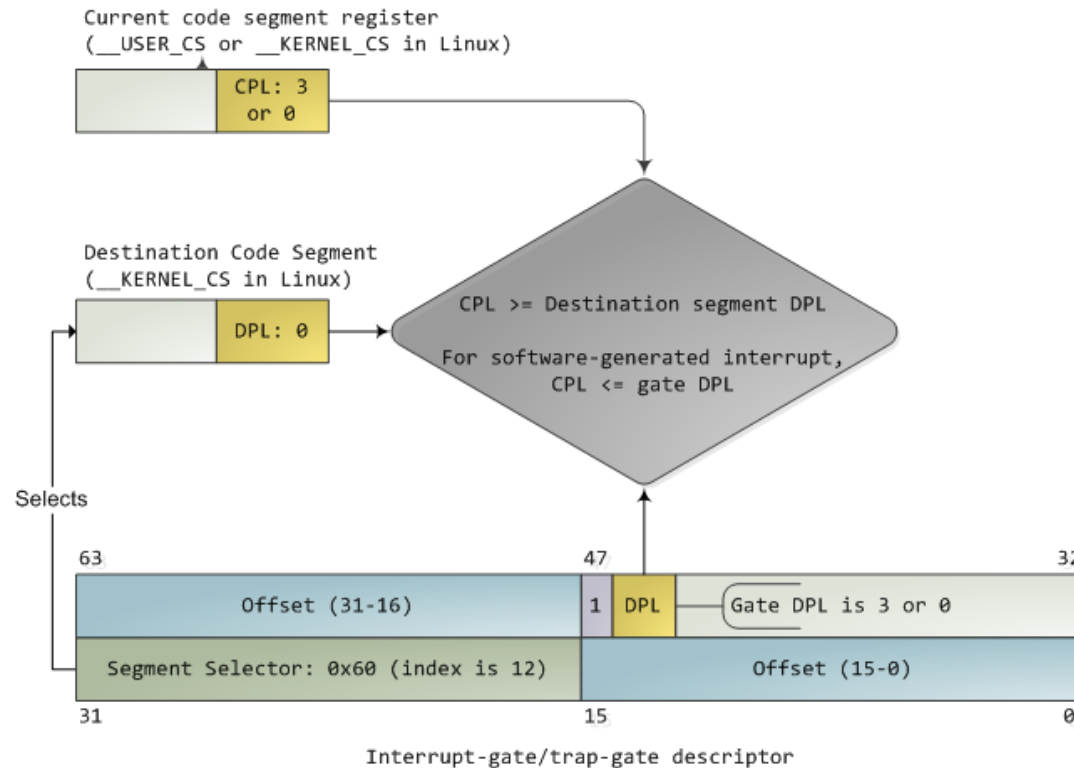 Current code segment register
(__USER_CS or __KERNEL_CS in Linux)
CPL: 3
or 0
Destination Code Segment
(__KERNEL_CS in Linux)
DPL: 0
CPL >= Destination segment DPL
For software-generated interrupt,
CPL <= gate DPL
Selects
63
47
32
Offset (31-16)
1
DPL
Gate DPL is 3 or 0
Segment Selector: 0x60 (index is 12)
Offset (15-0)
31
15
0
Interrupt-gate/trap-gate descriptor